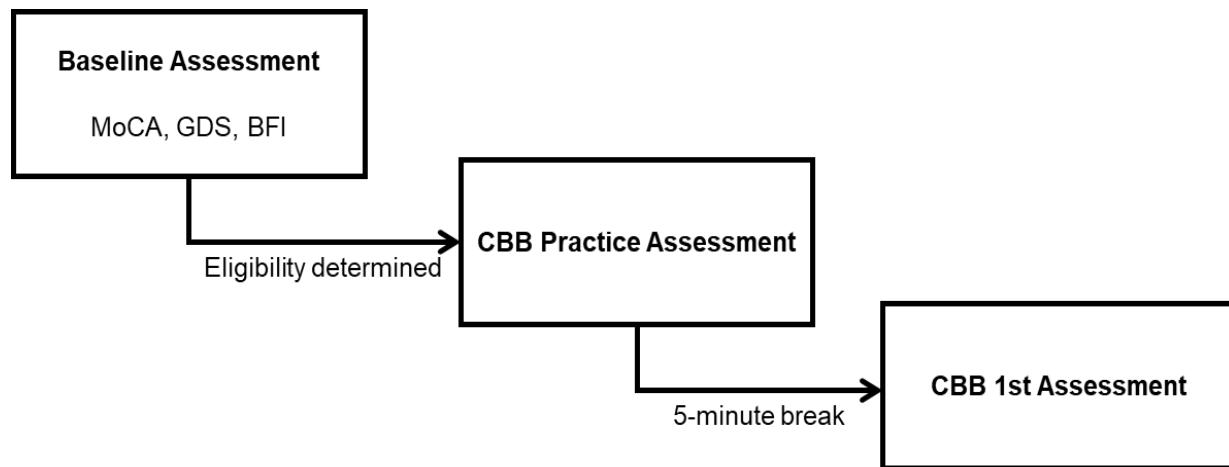 Baseline Assessment
MoCA, GDS, BFI
Eligibility determined
CBB Practice Assessment
5-minute break
CBB 1st Assessment